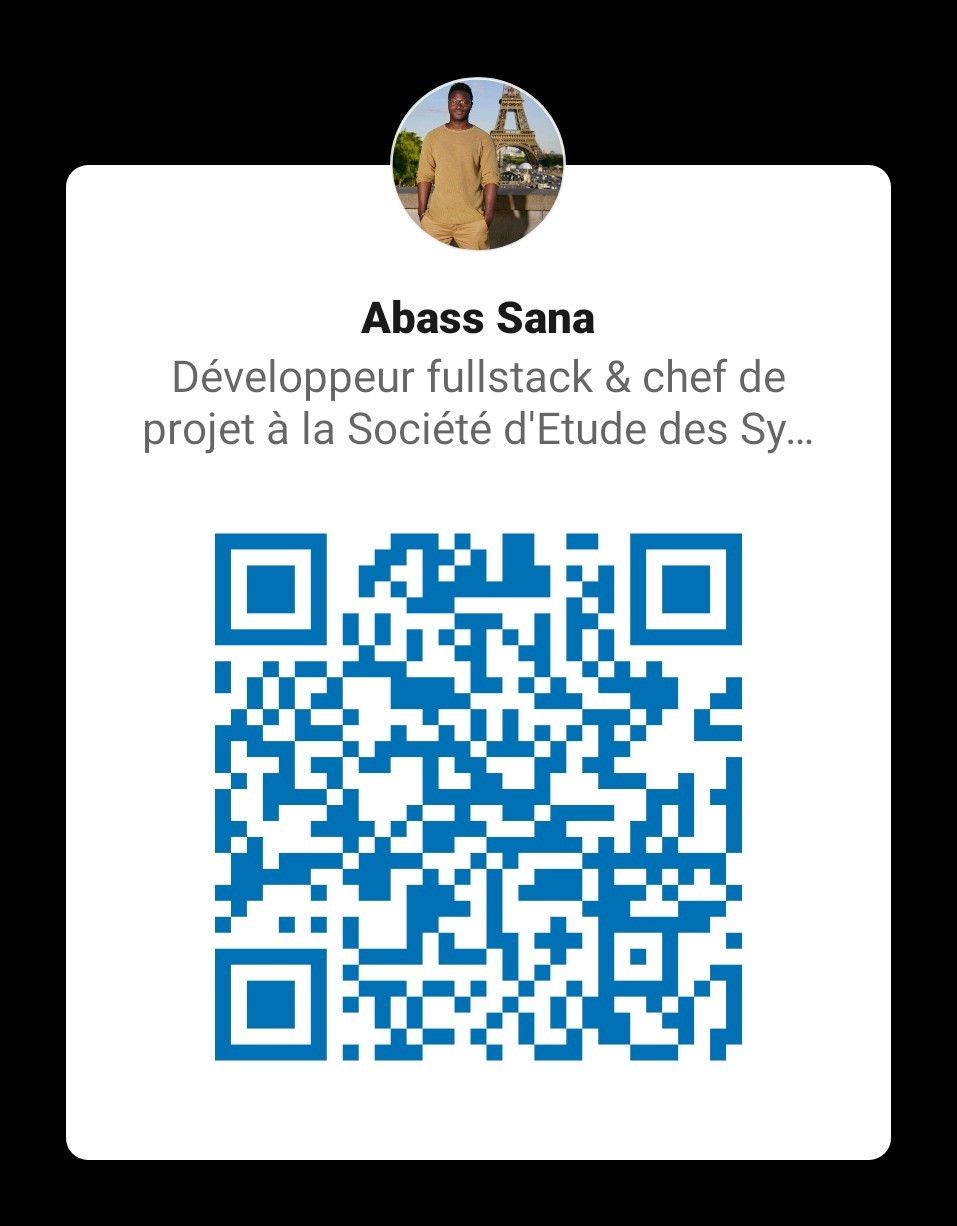 Abass Sana
Développeur fullstack & chef de
projet à la Société d'Etude des Sy...